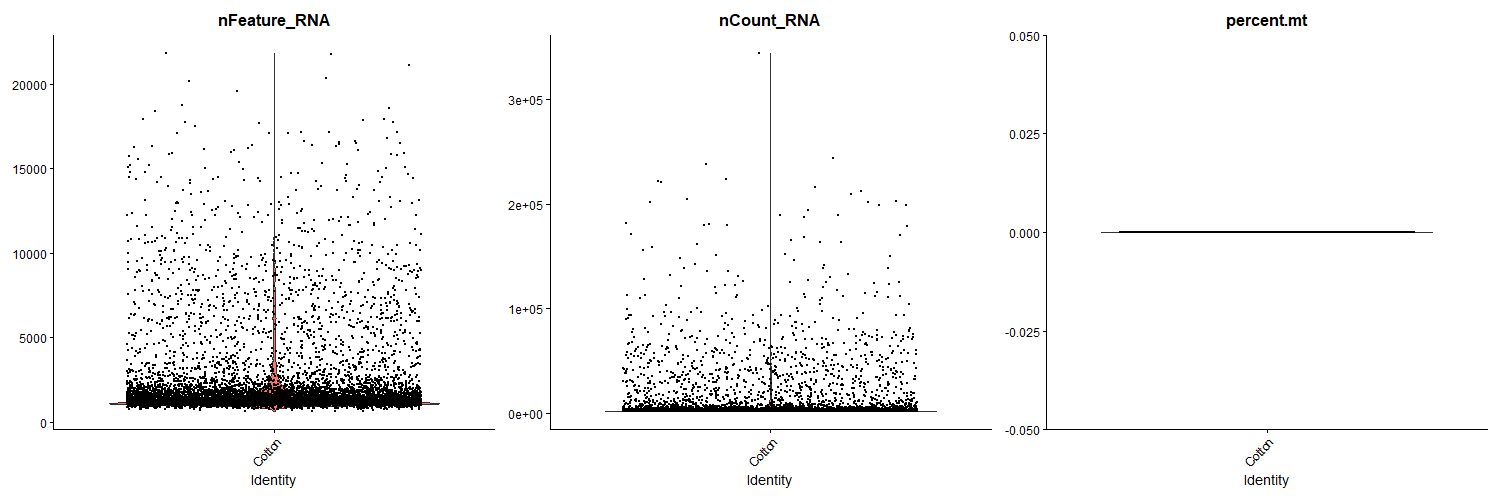 nFeature_RNA
20000
15000
10000
5000
0
Cotton
Identity
nCount_RNA
3e+05
2e+05
1e+05
0e+00
Cotton
Identity
percent.mt
0.050
0.025
0.000
-0.025
-0.050
Cotton
Identity